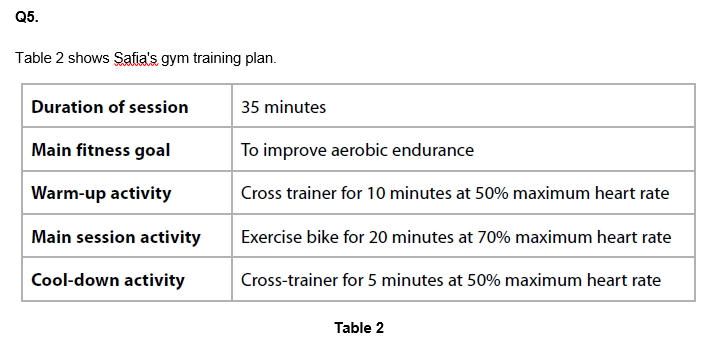 Q5.
Table 2 shows Safia's gym training plan.
Duration of session 35 minutes
Main fitness goal To improve aerobic endurance
Warm-up activity Cross trainer for 10 minutes at 50% maximum heart rate
Main session activity Exercise bike for 20 minutes at 70% maximum heart rate
Cool-down activity Cross-trainer for 5 minutes at 50% maximum heart rate
Table 2